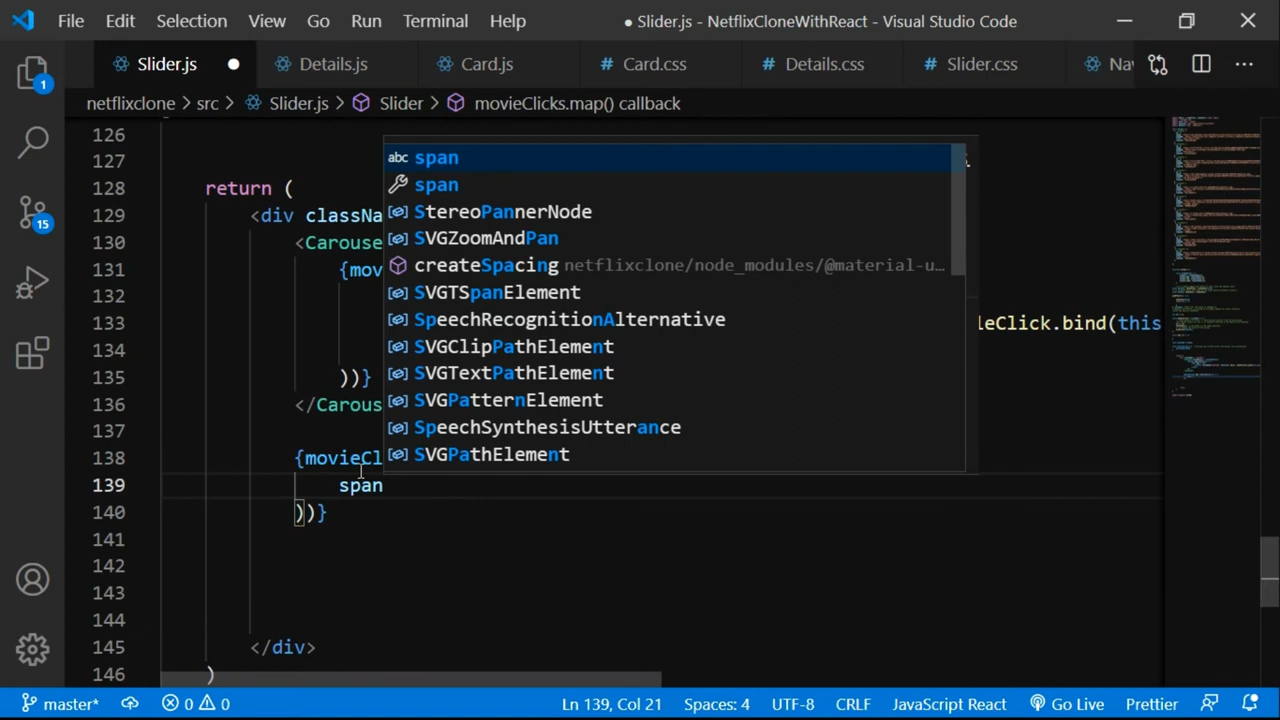 File Edit Selection View Go Run Terminal Help ● Slider.js - NetflixCloneWithReact - Visual Studio Code
Slider.js Details.js Card.js # Card.css # Details.css # Slider.css Nav
netflixclone > src > Slider.js > Slider > movieClicks.map() callback
126
127
128 return (
129 <div classNa
130 <Carouse
131 {mov
132
133 leClick.bind(this
134
135 ))}
136 </Carous
137
138 {movieCl
139 span
140 ))}
141
142
143
144
145 </div>
146 )
abc span
span
StereoPannerNode
SVGZoomAndPan
createSpacing netflixclone/node_modules/@material-u…
SVGTSpanElement
SpeechRecognitionAlternative
SVGClipPathElement
SVGTextPathElement
SVGPatternElement
SpeechSynthesisUtterance
SVGPathElement
1
15
master* 0 0 Ln 139, Col 21 Spaces: 4 UTF-8 CRLF JavaScript React Go Live Prettier